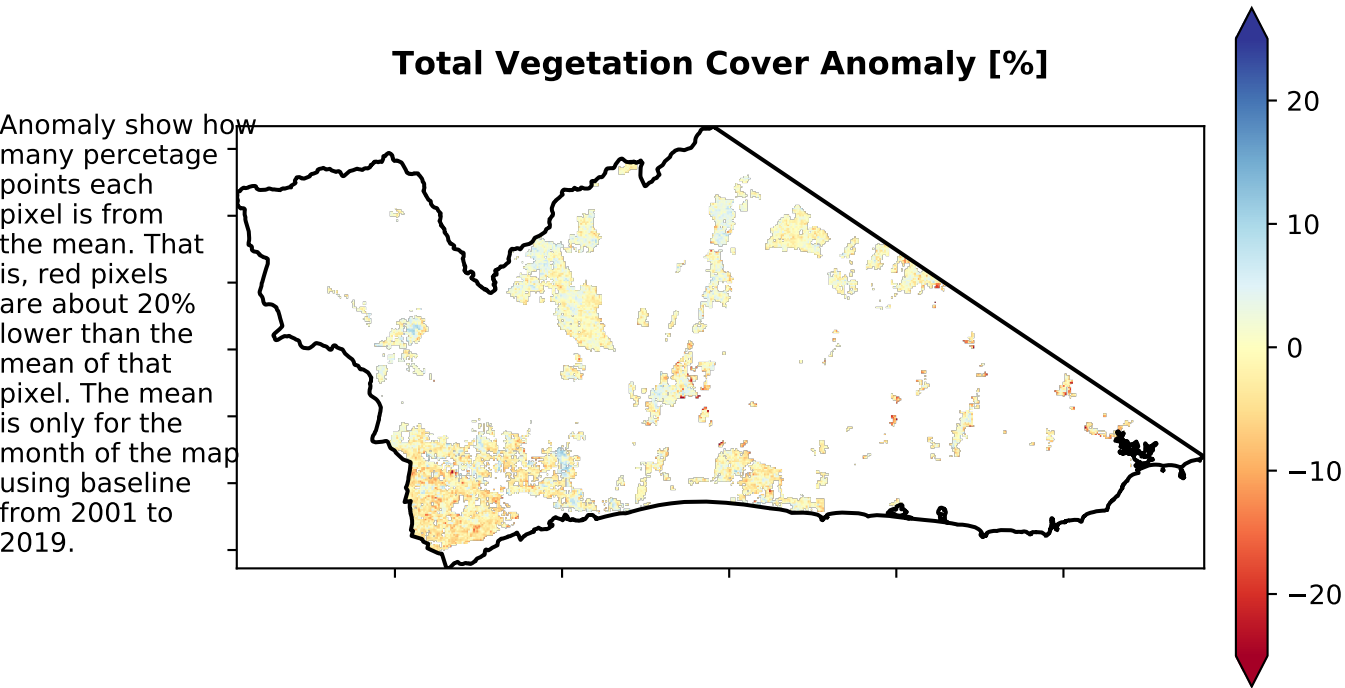 Total Vegetation Cover Anomaly [%]
Anomaly show how
many percetage
points each
pixel is from
the mean. That
is, red pixels
are about 20%
lower than the
mean of that
pixel. The mean
is only for the
month of the map
using baseline
from 2001 to
2019.
20
10
0
−10
−20